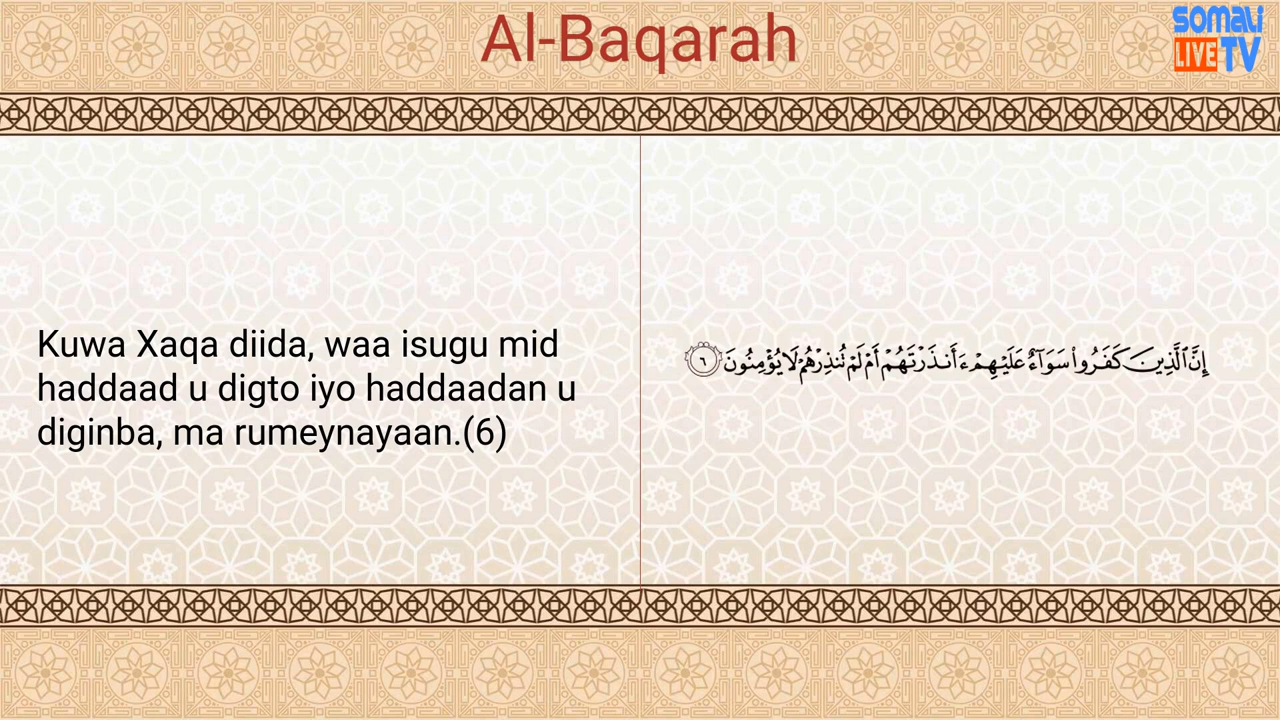 Al-Baqarah
SOMALI
LIVE TV
Kuwa Xaqa diida, waa isugu mid
haddaad u digto iyo haddaadan u
diginba, ma rumeynayaan.(6)
إِنَّ ٱلَّذِينَ كَفَرُوا۟ سَوَآءٌ عَلَيْهِمْ ءَأَنذَرْتَهُمْ أَمْ لَمْ تُنذِرْهُمْ لَا يُؤْمِنُونَ ٦